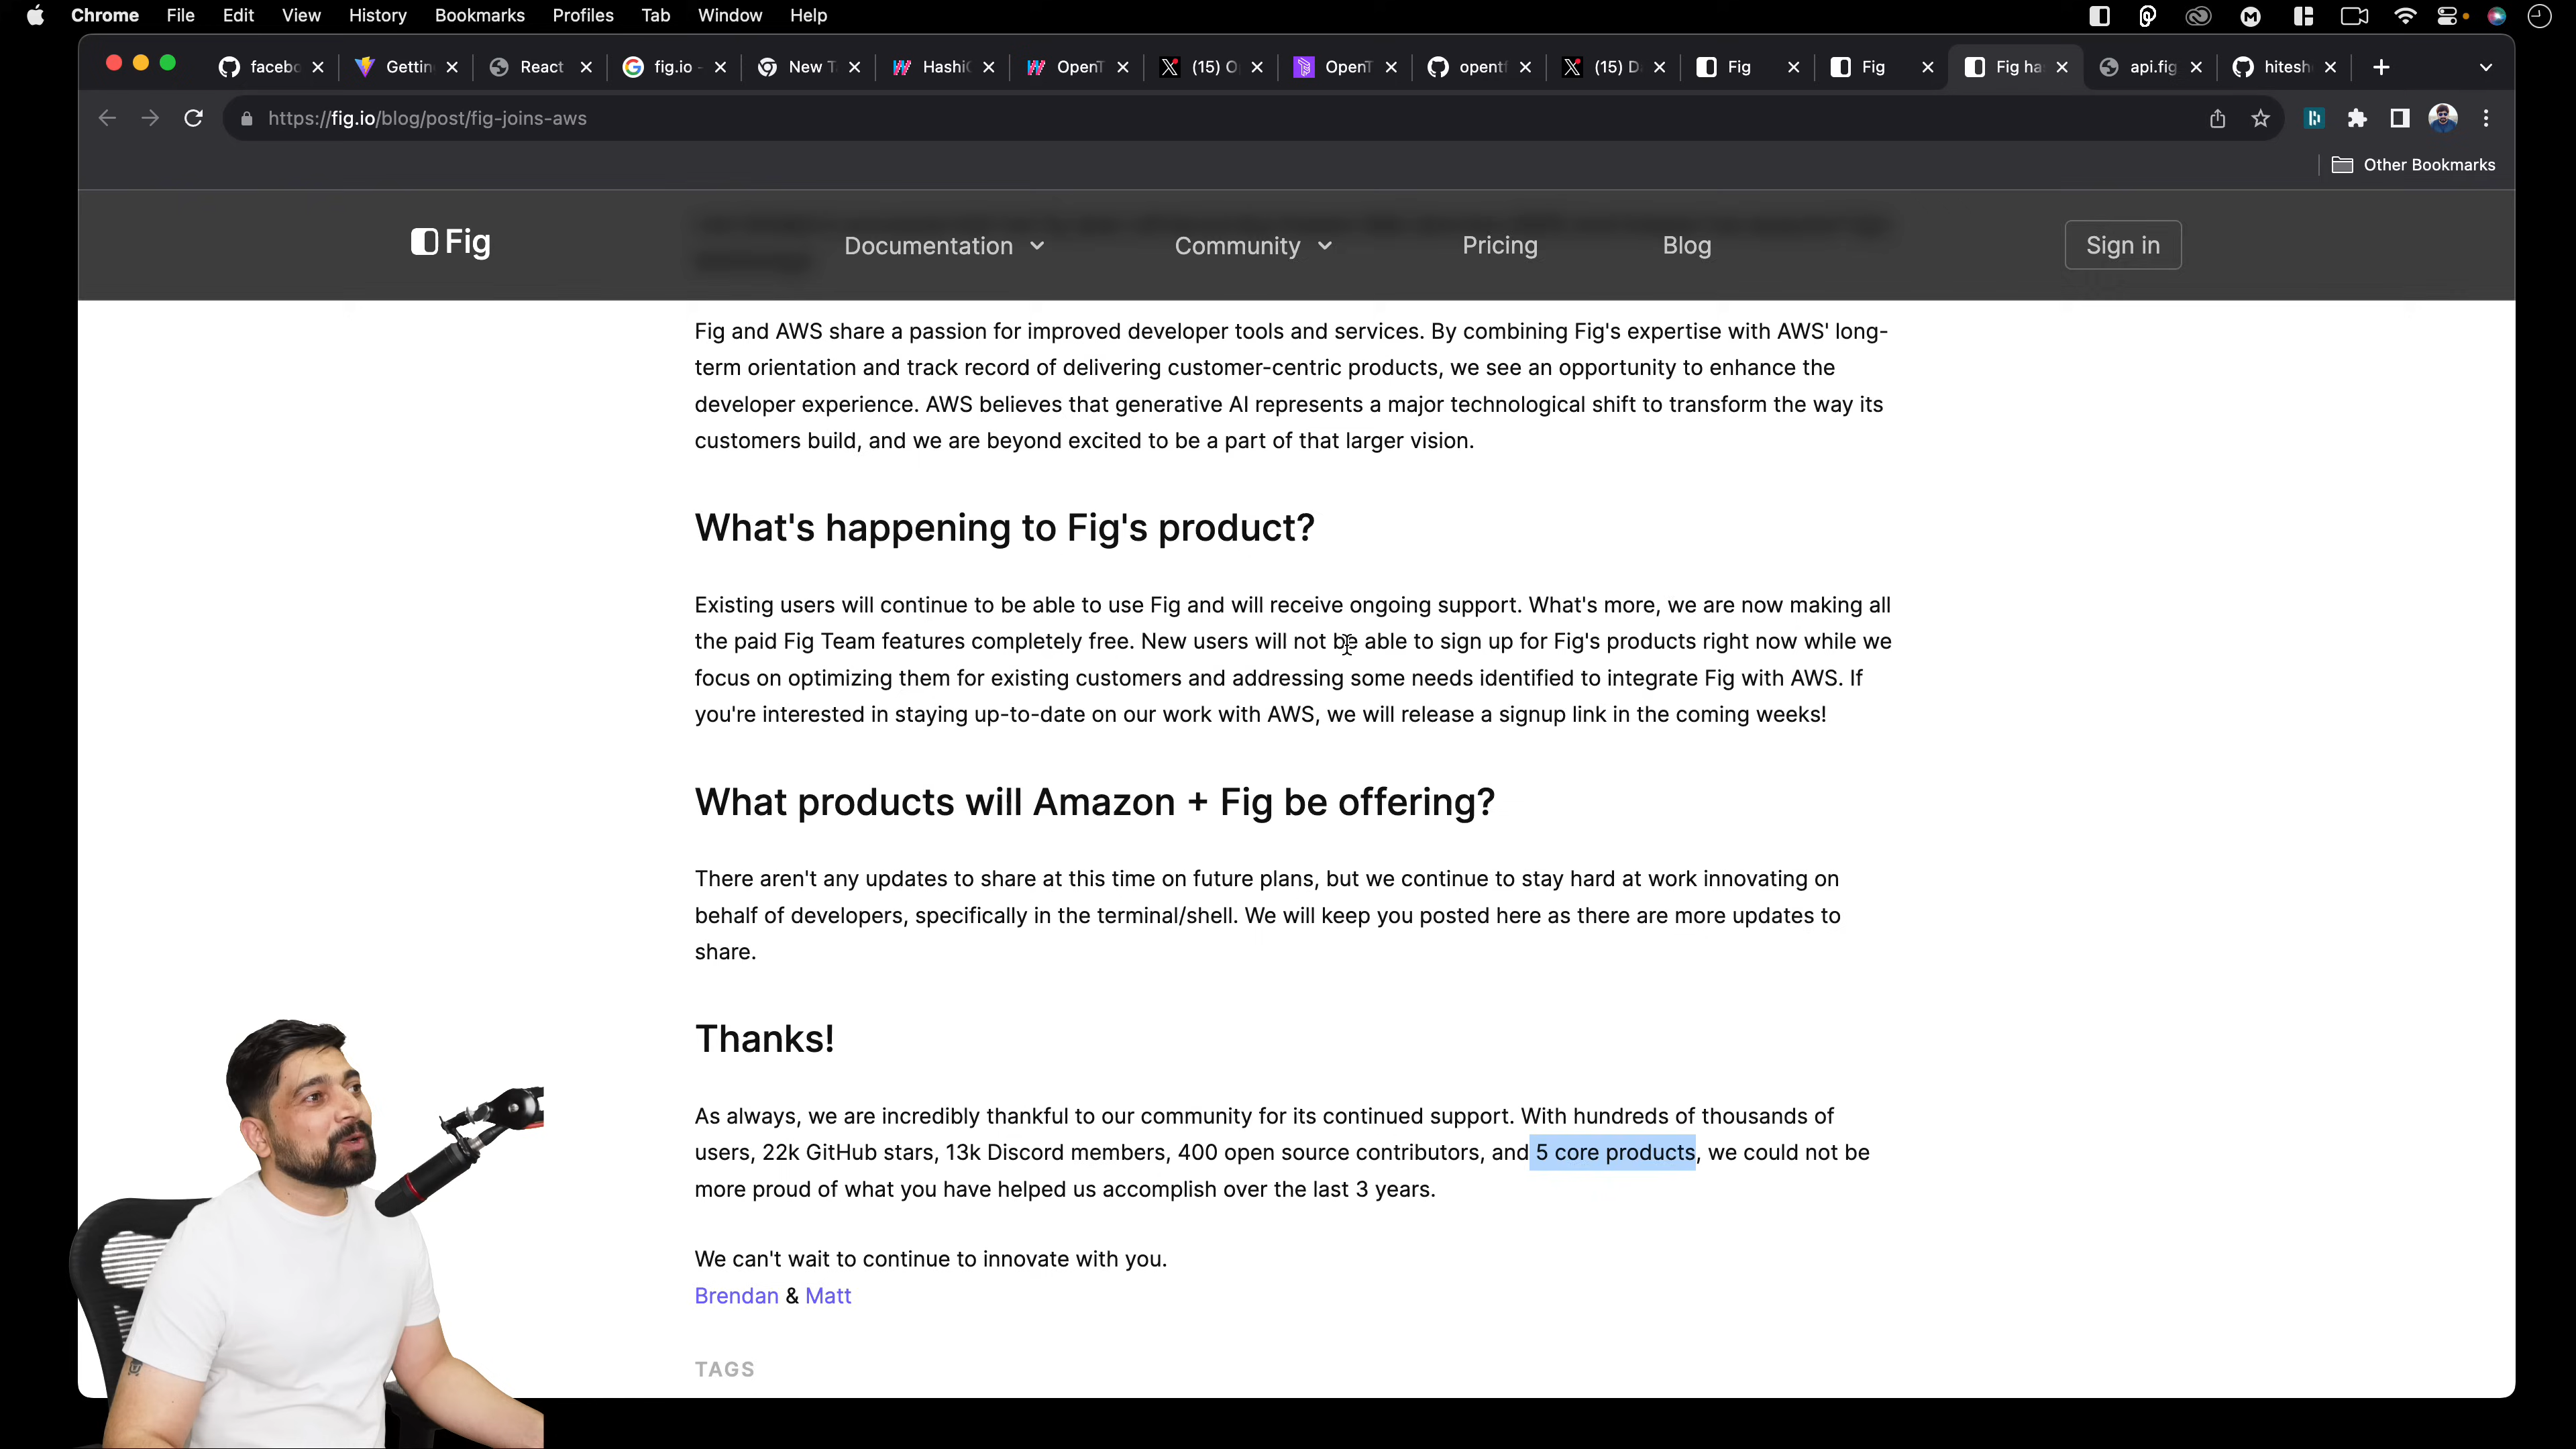 Chrome File Edit View History Bookmarks Profiles Tab Window Help
facebo Gettin React fig.io - New T HashiC OpenT (15) O OpenT opent (15) D Fig Fig Fig ha api.fig hitesh
https://fig.io/blog/post/fig-joins-aws
Other Bookmarks
Fig Documentation Community Pricing Blog Sign in
Fig and AWS share a passion for improved developer tools and services. By combining Fig's expertise with AWS' long-
term orientation and track record of delivering customer-centric products, we see an opportunity to enhance the
developer experience. AWS believes that generative AI represents a major technological shift to transform the way its
customers build, and we are beyond excited to be a part of that larger vision.
What's happening to Fig's product?
Existing users will continue to be able to use Fig and will receive ongoing support. What's more, we are now making all
the paid Fig Team features completely free. New users will not be able to sign up for Fig's products right now while we
focus on optimizing them for existing customers and addressing some needs identified to integrate Fig with AWS. If
you're interested in staying up-to-date on our work with AWS, we will release a signup link in the coming weeks!
What products will Amazon + Fig be offering?
There aren't any updates to share at this time on future plans, but we continue to stay hard at work innovating on
behalf of developers, specifically in the terminal/shell. We will keep you posted here as there are more updates to
share.
Thanks!
As always, we are incredibly thankful to our community for its continued support. With hundreds of thousands of
users, 22k GitHub stars, 13k Discord members, 400 open source contributors, and 5 core products, we could not be
more proud of what you have helped us accomplish over the last 3 years.
We can't wait to continue to innovate with you.
Brendan & Matt
TAGS